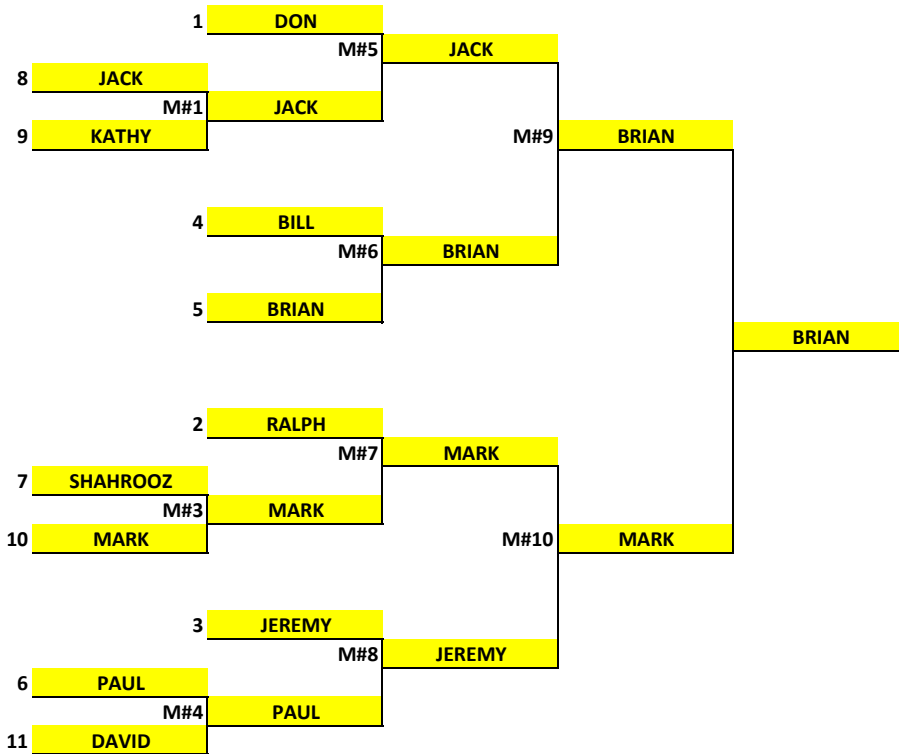 1 DON
M#5 JACK
8 JACK
M#1 JACK
9 KATHY
M#9 BRIAN
4 BILL
M#6 BRIAN
5 BRIAN
BRIAN
2 RALPH
M#7 MARK
7 SHAHROOZ
M#3 MARK
10 MARK
M#10 MARK
3 JEREMY
M#8 JEREMY
6 PAUL
M#4 PAUL
11 DAVID